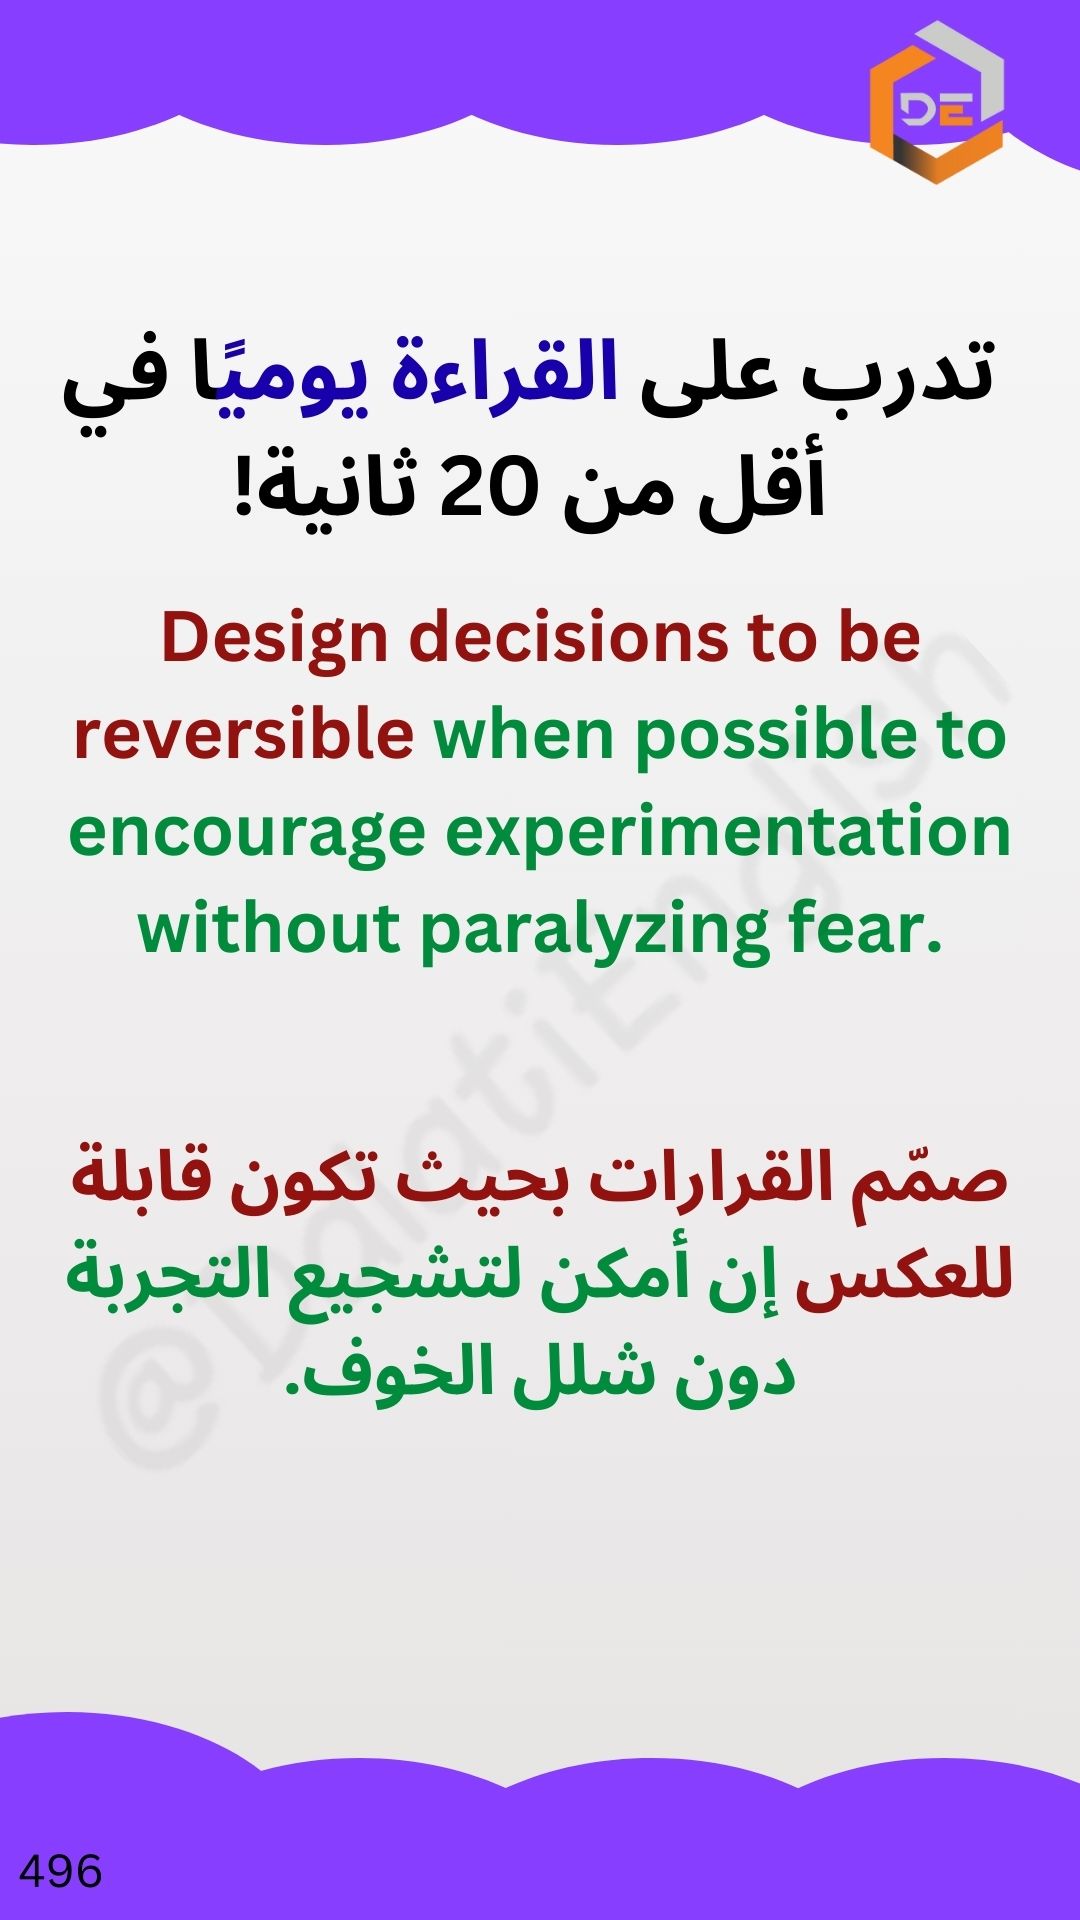 DE
تدرب على القراءة يوميًا في
أقل من 20 ثانية!
Design decisions to be
reversible when possible to
encourage experimentation
without paralyzing fear.
صمّم القرارات بحيث تكون قابلة
للعكس إن أمكن لتشجيع التجربة
دون شلل الخوف.
@DalatiEnglish
496